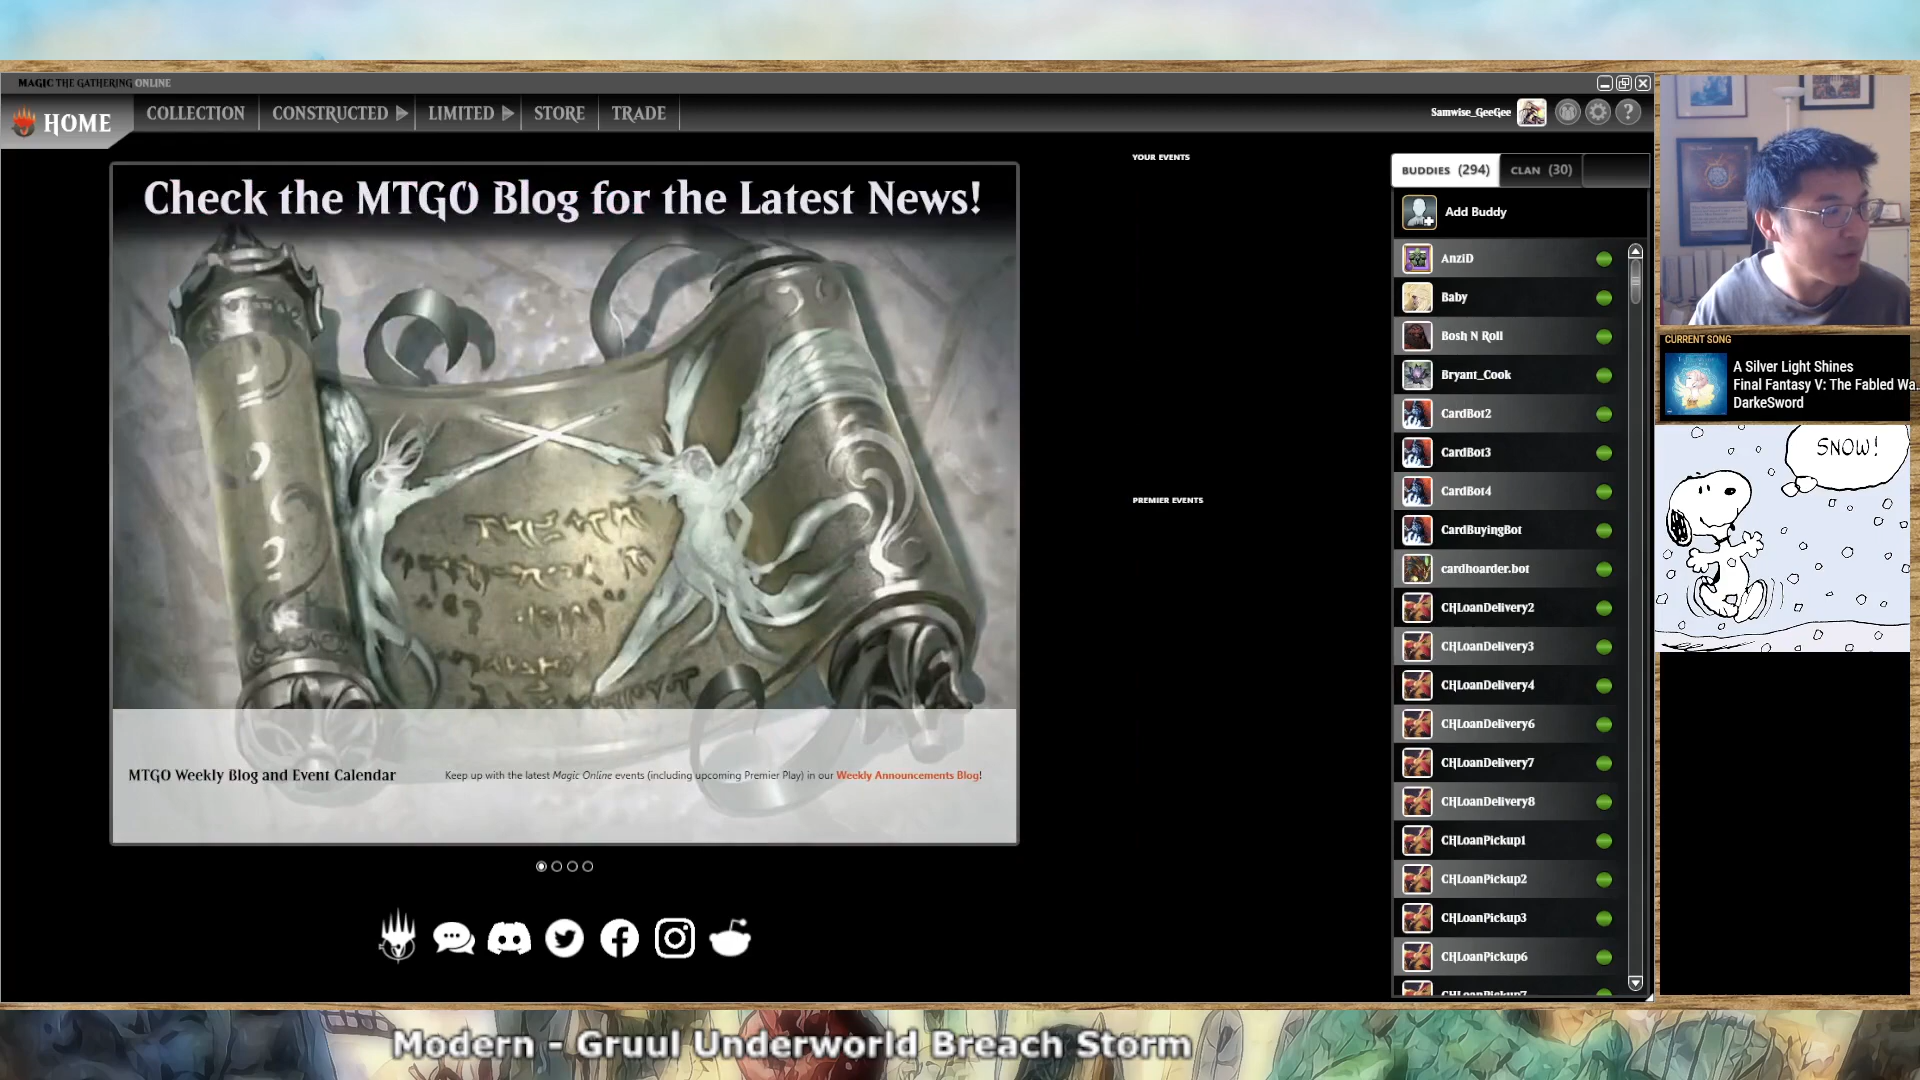 MAGIC THE GATHERING ONLINE
HOME
COLLECTION
CONSTRUCTED
LIMITED
STORE
TRADE
Samwise_GeeGee
?
Check the MTGO Blog for the Latest News!
MTGO Weekly Blog and Event Calendar
Keep up with the latest Magic Online events (including upcoming Premier Play) in our Weekly Announcements Blog!
YOUR EVENTS
PREMIER EVENTS
BUDDIES (294)
CLAN (30)
Add Buddy
AnziD
Baby
Bosh N Roll
Bryant_Cook
CardBot2
CardBot3
CardBot4
CardBuyingBot
cardhoarder.bot
CHLoanDelivery2
CHLoanDelivery3
CHLoanDelivery4
CHLoanDelivery6
CHLoanDelivery7
CHLoanDelivery8
CHLoanPickup1
CHLoanPickup2
CHLoanPickup3
CHLoanPickup6
CHLoanPickup7
CURRENT SONG
A Silver Light Shines
Final Fantasy V: The Fabled Wa..
DarkeSword
SNOW!
Modern - Gruul Underworld Breach Storm